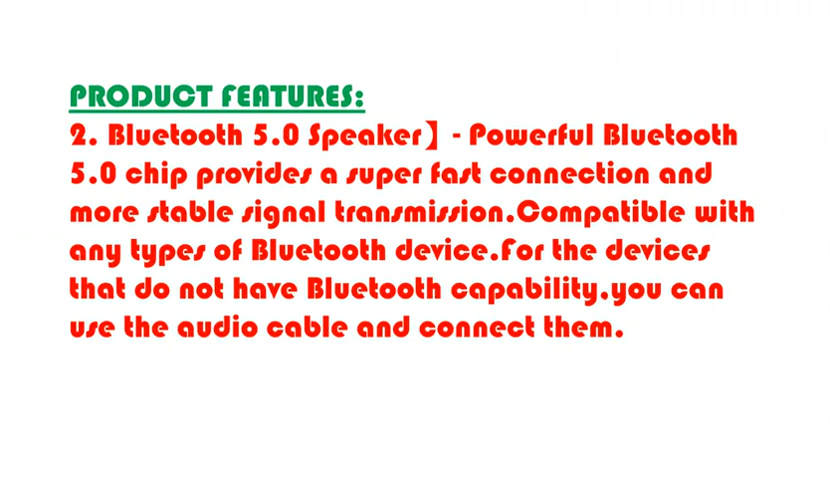 PRODUCT FEATURES:
2. Bluetooth 5.0 Speaker】 - Powerful Bluetooth
5.0 chip provides a super fast connection and
more stable signal transmission.Compatible with
any types of Bluetooth device.For the devices
that do not have Bluetooth capability,you can
use the audio cable and connect them.